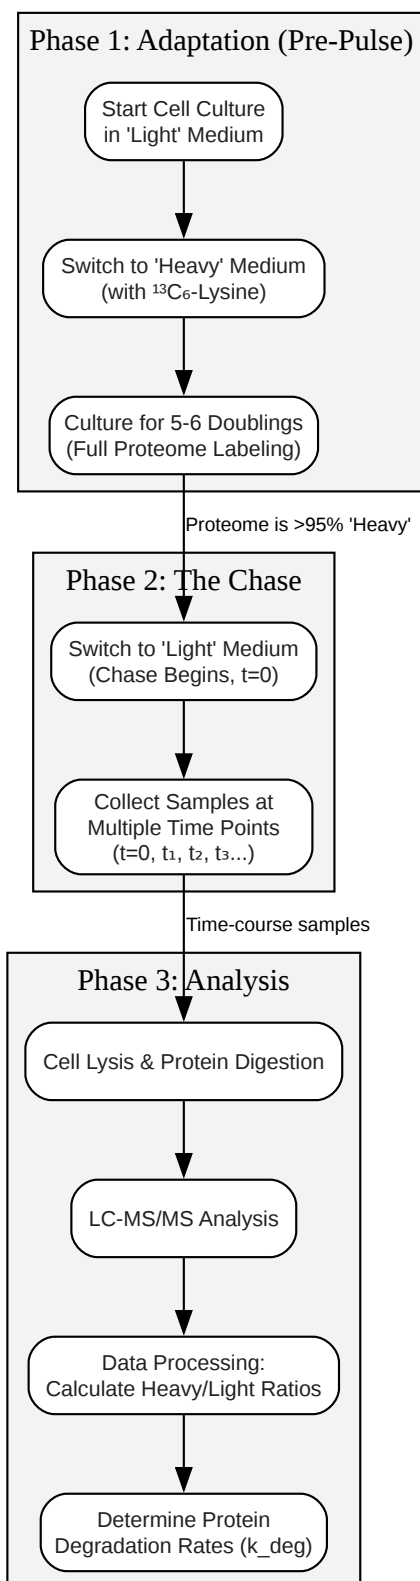 Phase 1: Adaptation (Pre-Pulse)
Start Cell Culture
in 'Light' Medium
Switch to 'Heavy' Medium
(with ¹³C₆-Lysine)
Culture for 5-6 Doublings
(Full Proteome Labeling)
Proteome is >95% 'Heavy'
Phase 2: The Chase
Switch to 'Light' Medium
(Chase Begins, t=0)
Collect Samples at
Multiple Time Points
(t=0, t₁, t₂, t₃...)
Time-course samples
Phase 3: Analysis
Cell Lysis & Protein Digestion
LC-MS/MS Analysis
Data Processing:
Calculate Heavy/Light Ratios
Determine Protein
Degradation Rates (k_deg)